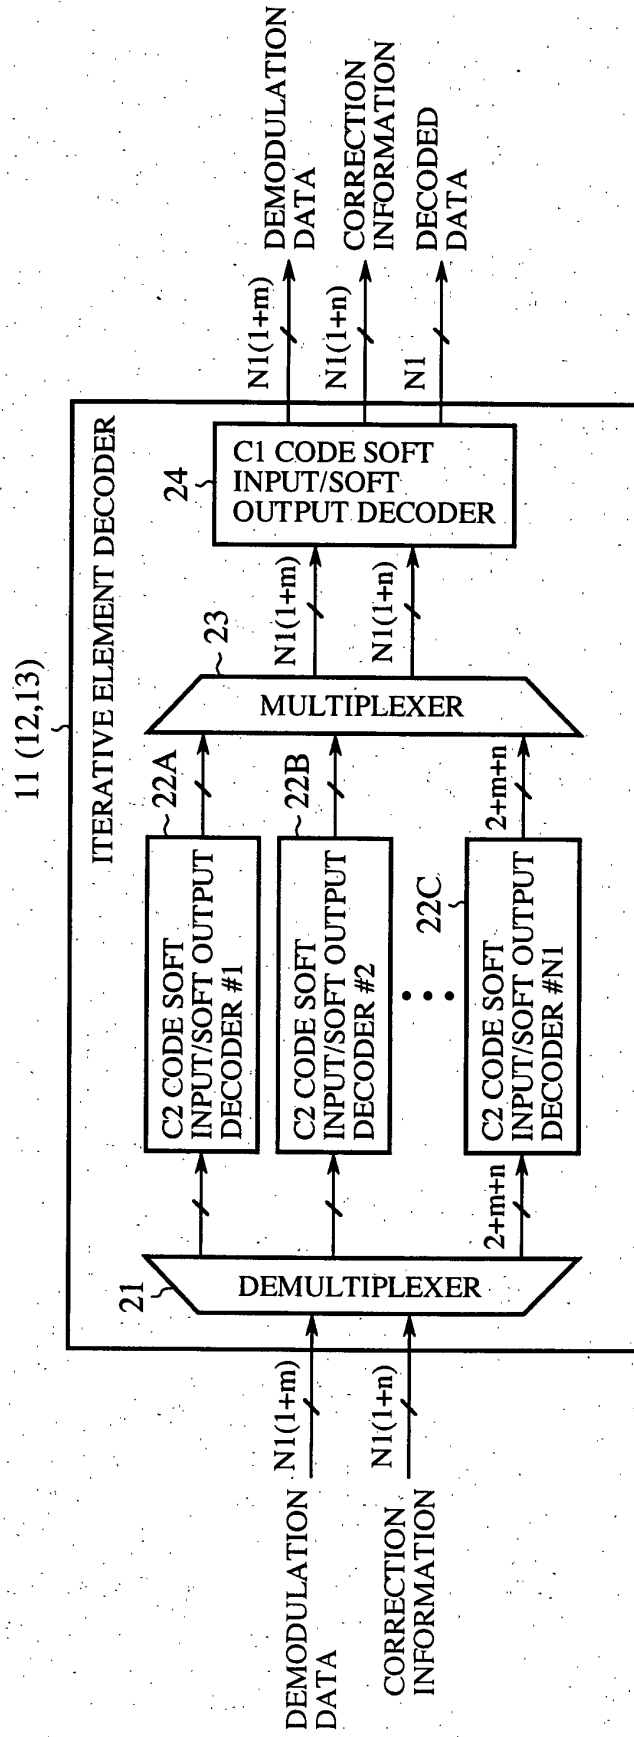 11 (12,13)
ITERATIVE ELEMENT DECODER
DEMODULATION
DATA
N1(1+m)
CORRECTION
INFORMATION
N1(1+n)
21
DEMULTIPLEXER
2+m+n
22A
C2 CODE SOFT
INPUT/SOFT OUTPUT
DECODER #1
22B
C2 CODE SOFT
INPUT/SOFT OUTPUT
DECODER #2
22C
C2 CODE SOFT
INPUT/SOFT OUTPUT
DECODER #N1
2+m+n
23
MULTIPLEXER
N1(1+m)
N1(1+n)
24
C1 CODE SOFT
INPUT/SOFT
OUTPUT DECODER
N1(1+m)
DEMODULATION
DATA
N1(1+n)
CORRECTION
INFORMATION
N1
DECODED
DATA